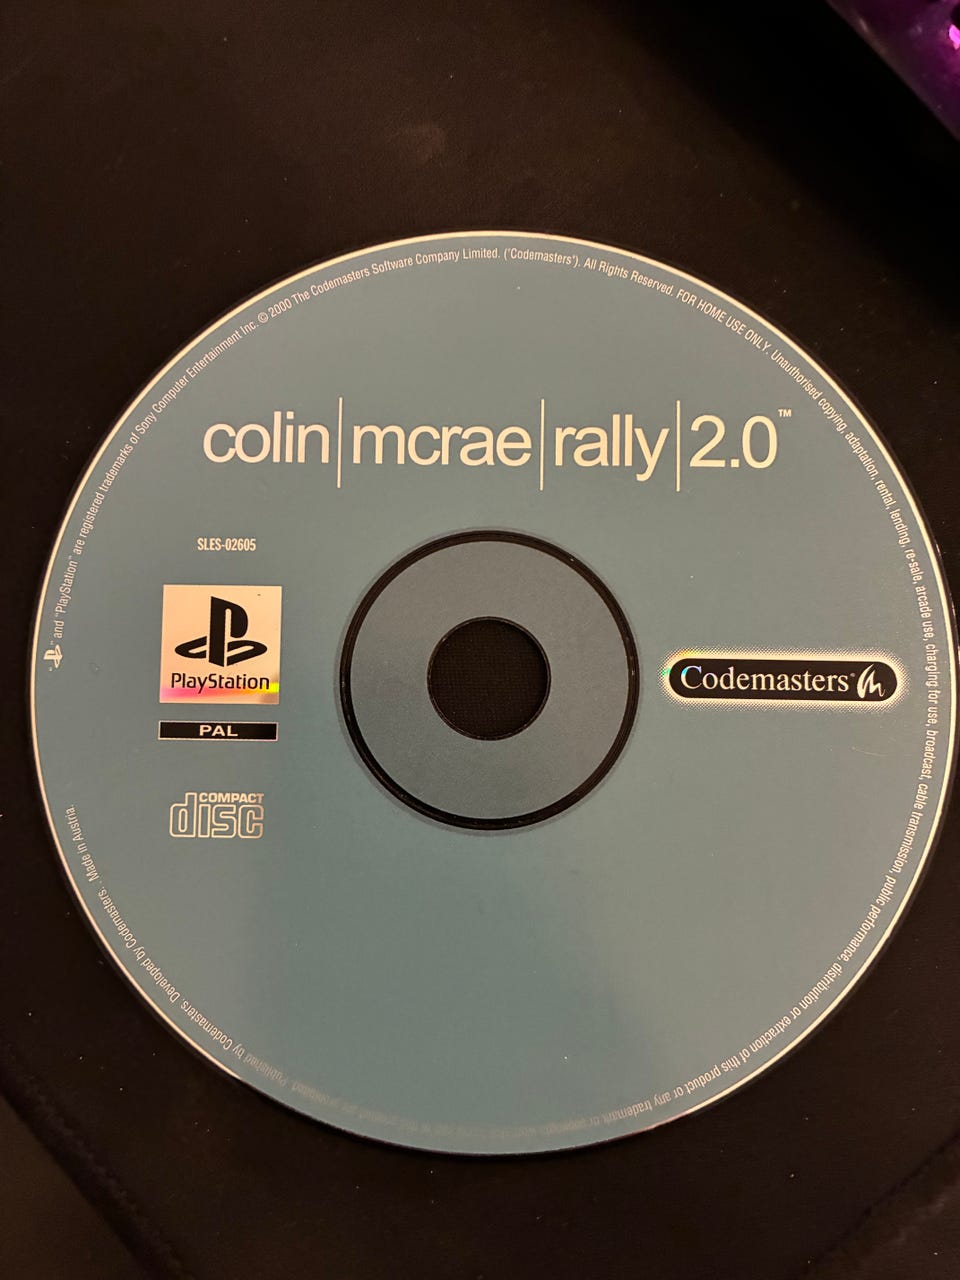 "PS" and "PlayStation" are registered trademarks of Sony Computer Entertainment Inc. © 2000 The Codemasters Software Company Limited. ("Codemasters"). All Rights Reserved. FOR HOME USE ONLY. Unauthorised copying, adaptation, rental, lending, re-sale, arcade use, charging for use, broadcast, cable transmission, public performance, distribution or extraction of this product or any trademark or copyright work that forms part of this product are prohibited. Published by Codemasters. Developed by Codemasters. Made in Austria.
colin|mcrae|rally|2.0™
SLES-02605
PlayStation
Codemasters®
PAL
COMPACT
disc